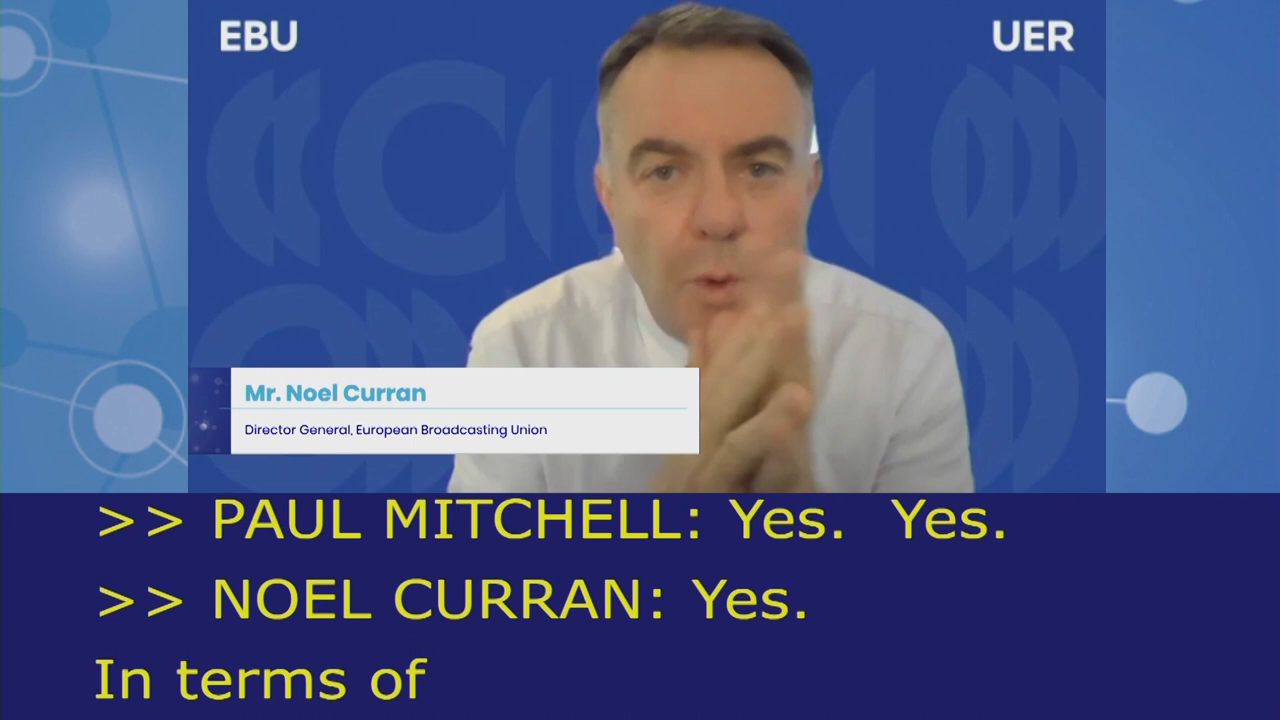 EBU UER
Mr. Noel Curran
Director General, European Broadcasting Union
>> PAUL MITCHELL: Yes.  Yes.
>> NOEL CURRAN: Yes.
In terms of